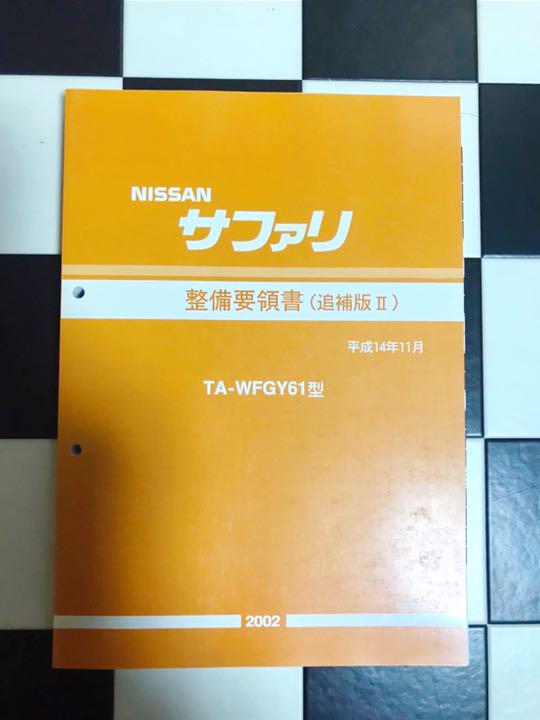 NISSAN
サファリ
整備要領書（追補版Ⅱ）
平成14年11月
TA-WFGY61型
2002